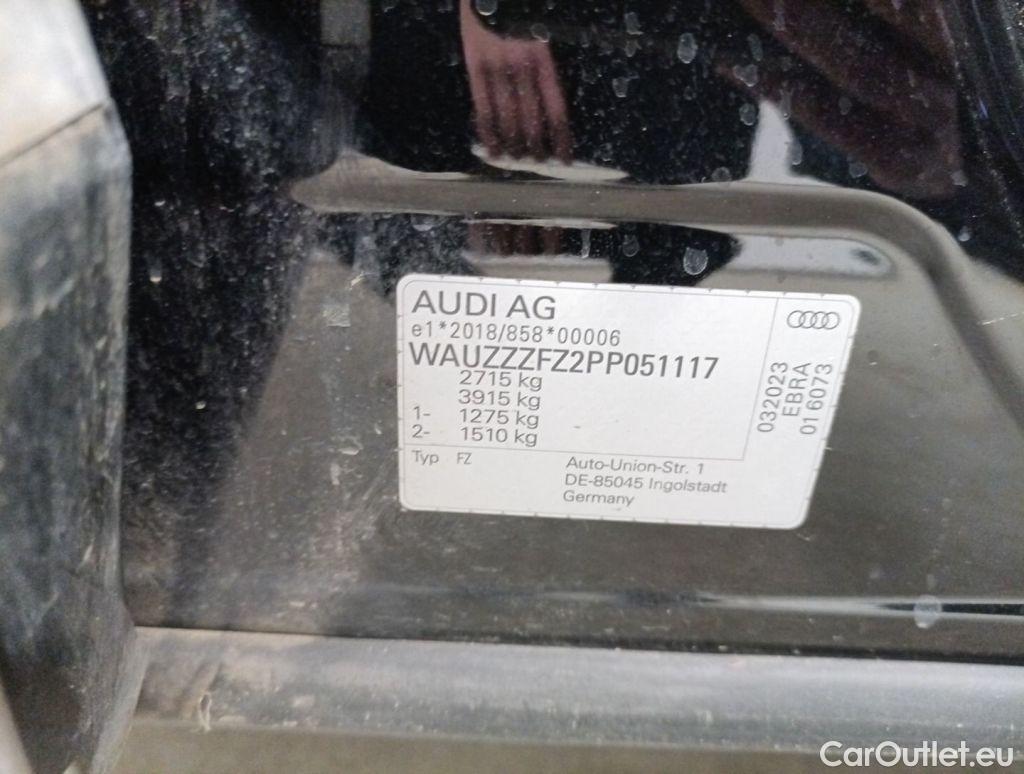 AUDI AG
e1*2018/858*00006
WAUZZZFZ2PP051117
2715 kg
3915 kg
1- 1275 kg
2- 1510 kg
Typ FZ
Auto-Union-Str. 1
DE-85045 Ingolstadt
Germany
032023
EBRA
016073
CarOutlet.eu